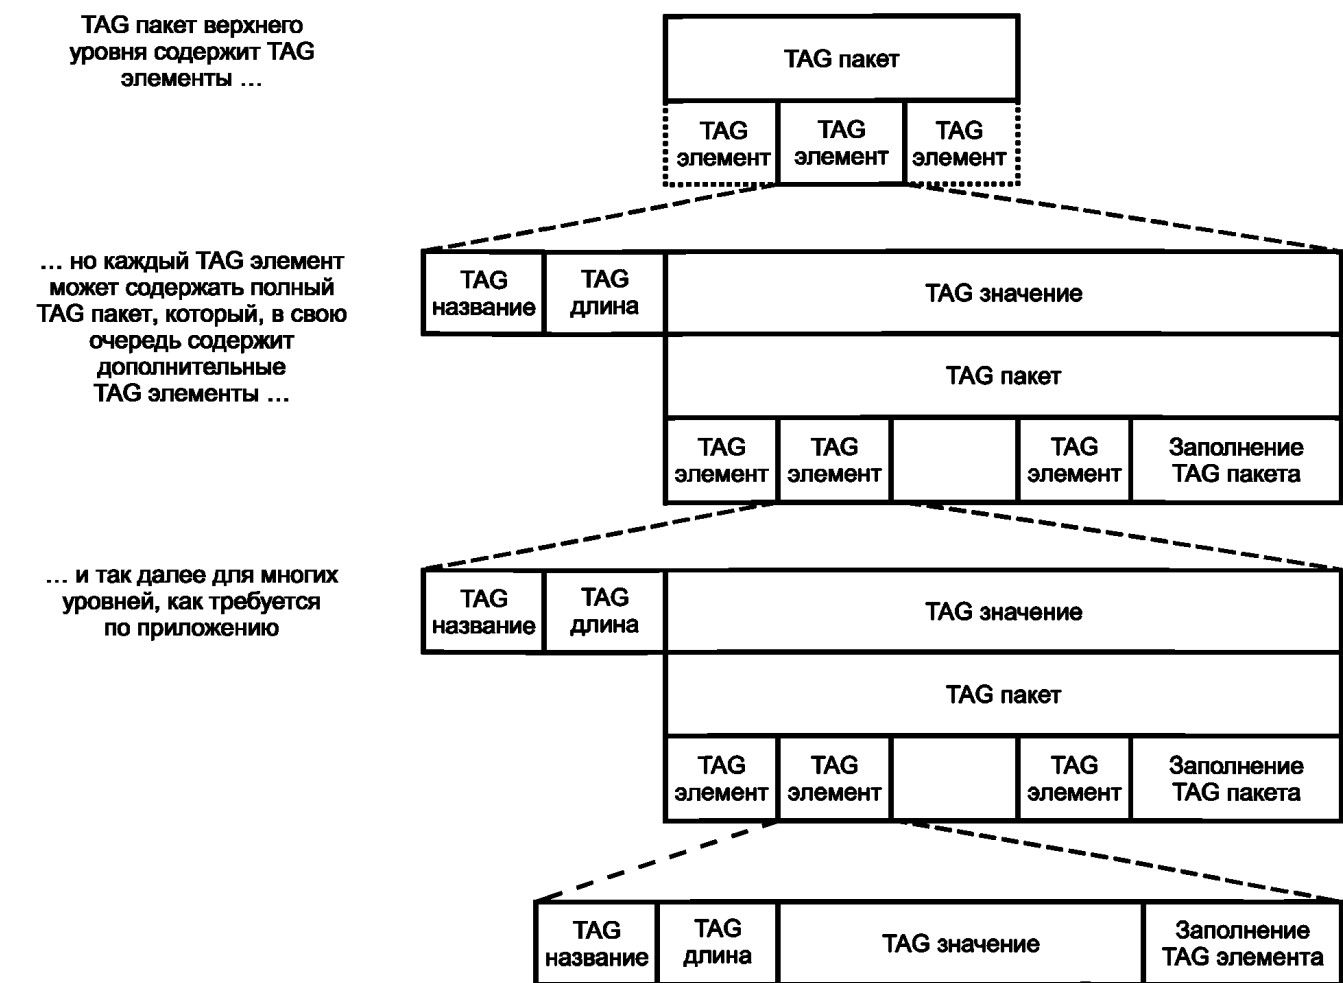 TAG пакет верхнего
уровня содержит TAG
элементы ...
TAG пакет
TAG
элемент
TAG
элемент
TAG
элемент
... но каждый TAG элемент
может содержать полный
TAG пакет, который, в свою
очередь содержит
дополнительные
TAG элементы ...
TAG
название
TAG
длина
TAG значение
TAG пакет
TAG
элемент
TAG
элемент
TAG
элемент
Заполнение
TAG пакета
... и так далее для многих
уровней, как требуется
по приложению
TAG
название
TAG
длина
TAG значение
TAG пакет
TAG
элемент
TAG
элемент
TAG
элемент
Заполнение
TAG пакета
TAG
название
TAG
длина
TAG значение
Заполнение
TAG элемента